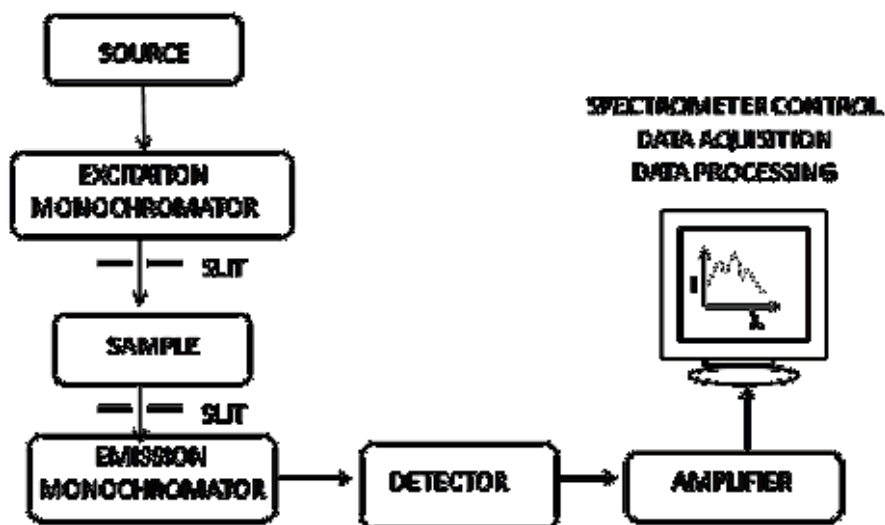 SOURCE
SPECTROMETER CONTROL
DATA AQUISITION
DATA PROCESSING
EXCITATION
MONOCHROMATOR
SLIT
SAMPLE
SLIT
EMISSION
MONOCHROMATOR
DETECTOR
AMPLIFIER
I
λ